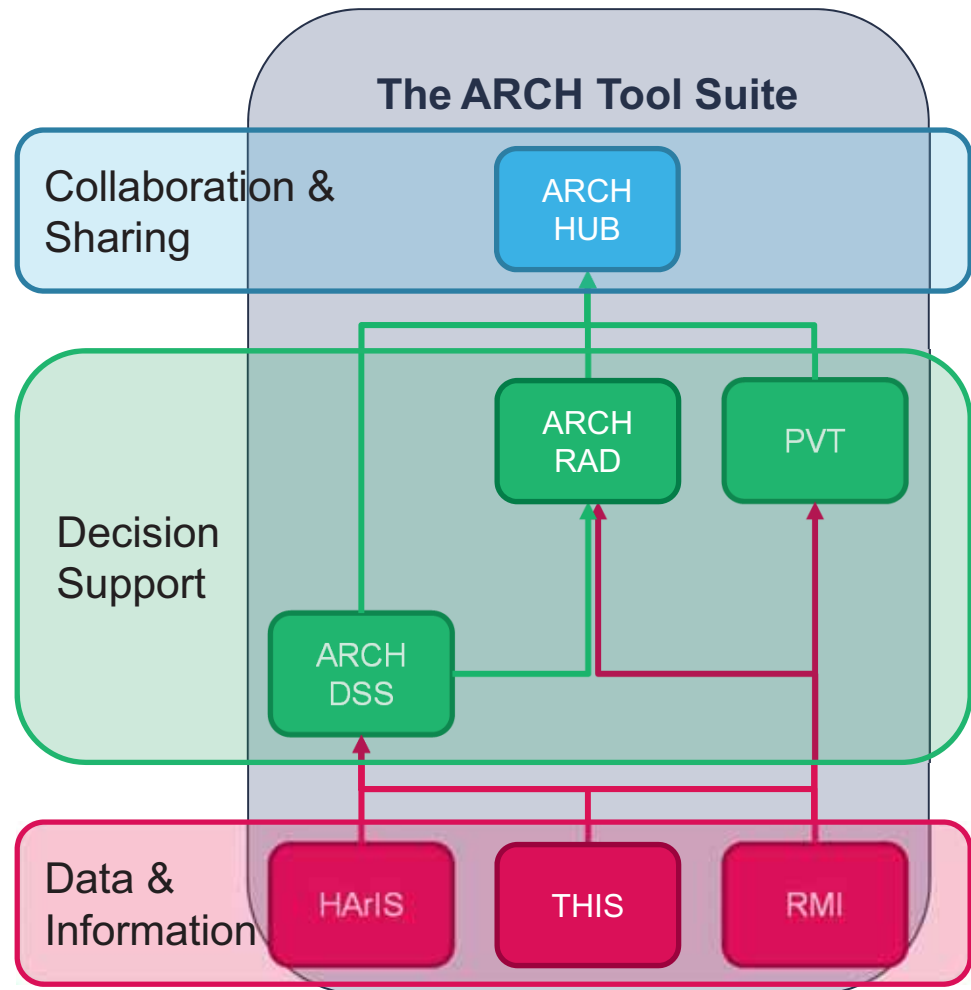 The ARCH Tool Suite
Collaboration &
Sharing
ARCH
HUB
ARCH
RAD
PVT
Decision
Support
ARCH
DSS
Data &
Information
HArIS
THIS
RMI